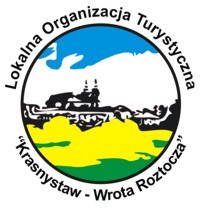 Lokalna Organizacja Turystyczna
"Krasnystaw - Wrota Roztocza"